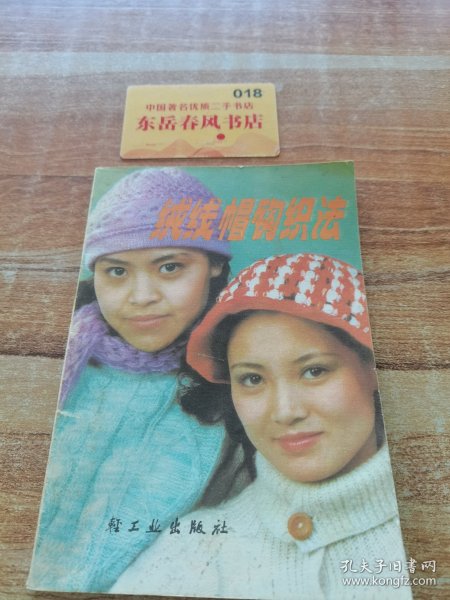 018
中国著名优质二手书店
东岳春风书店
绒线帽钩织法
轻工业出版社
孔夫子旧书网
www.kongfz.com